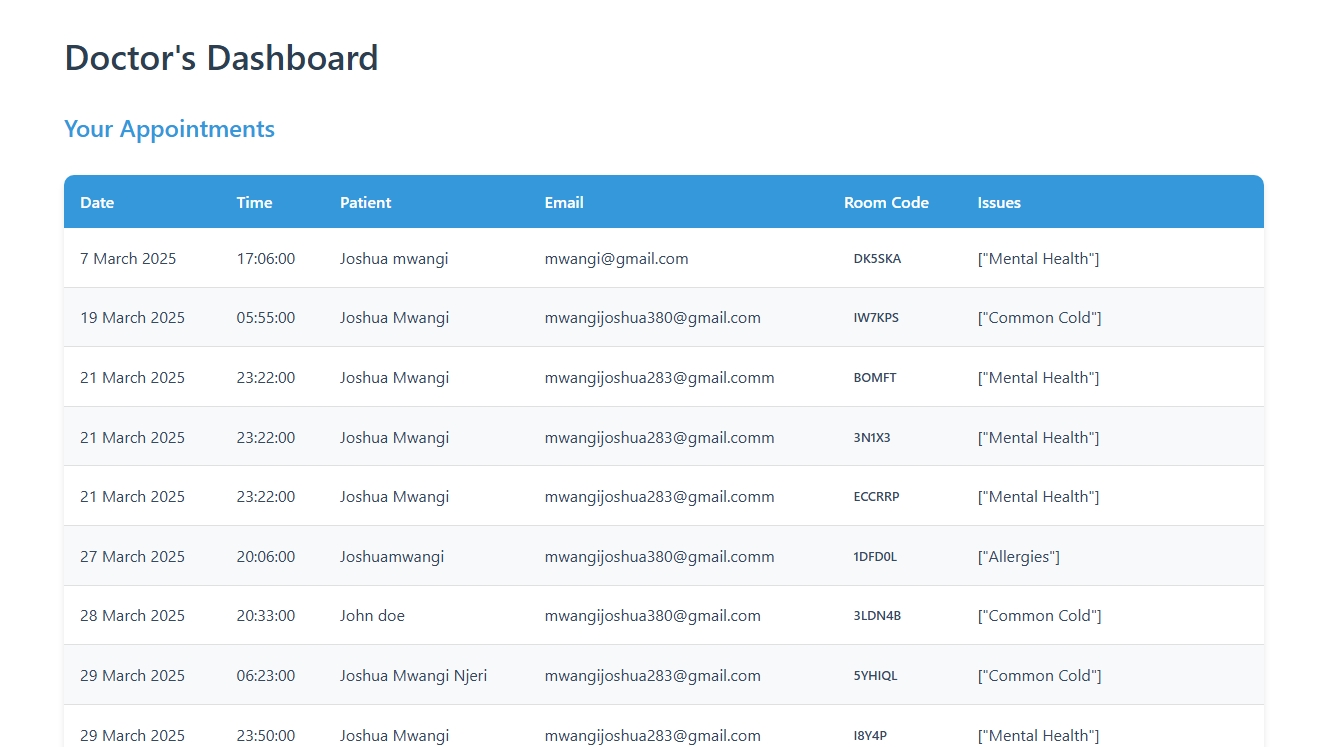 Doctor's Dashboard
Your Appointments
Date Time Patient Email Room Code Issues
7 March 2025 17:06:00 Joshua mwangi mwangi@gmail.com DK5SKA ["Mental Health"]
19 March 2025 05:55:00 Joshua Mwangi mwangijoshua380@gmail.com IW7KPS ["Common Cold"]
21 March 2025 23:22:00 Joshua Mwangi mwangijoshua283@gmail.comm BOMFT ["Mental Health"]
21 March 2025 23:22:00 Joshua Mwangi mwangijoshua283@gmail.comm 3N1X3 ["Mental Health"]
21 March 2025 23:22:00 Joshua Mwangi mwangijoshua283@gmail.comm ECCRRP ["Mental Health"]
27 March 2025 20:06:00 Joshuamwangi mwangijoshua380@gmail.comm 1DFD0L ["Allergies"]
28 March 2025 20:33:00 John doe mwangijoshua380@gmail.com 3LDN4B ["Common Cold"]
29 March 2025 06:23:00 Joshua Mwangi Njeri mwangijoshua283@gmail.com 5YHIQL ["Common Cold"]
29 March 2025 23:50:00 Joshua Mwangi mwangijoshua283@gmail.com I8Y4P ["Mental Health"]